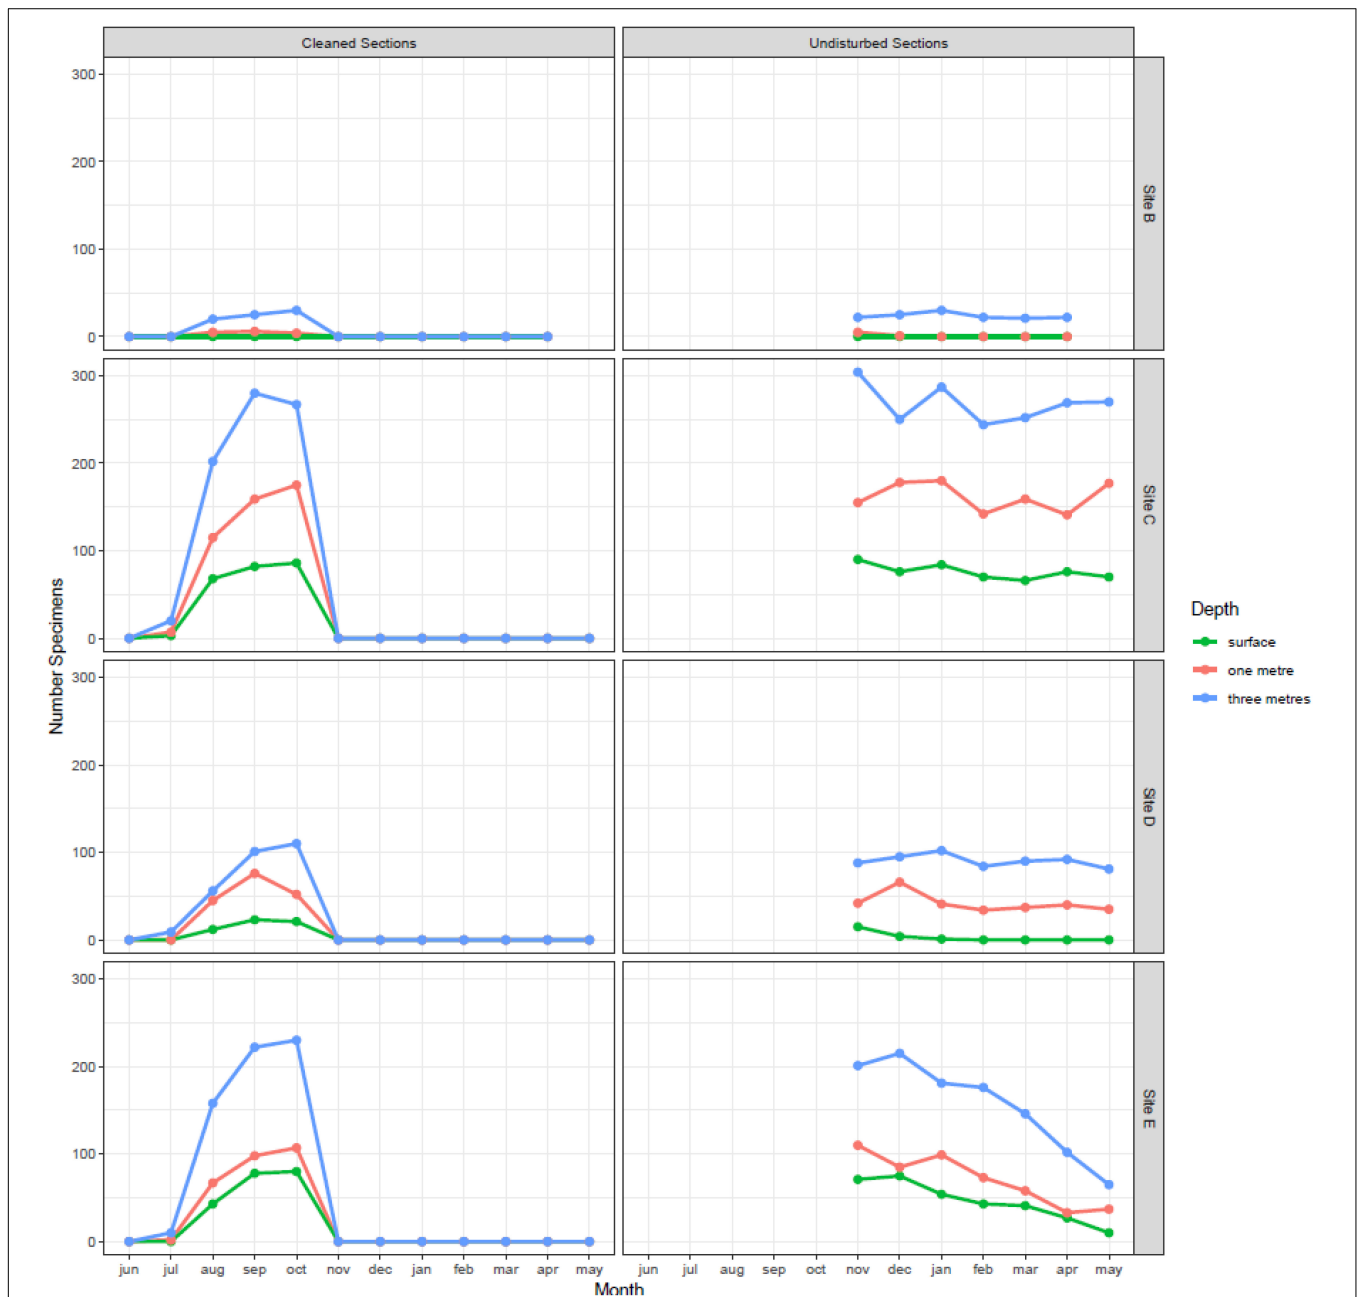 Cleaned Sections
Undisturbed Sections
300
200
100
0
Site B
300
200
100
0
Site C
300
200
100
0
Site D
300
200
100
0
Site E
Number Specimens
jun jul aug sep oct nov dec jan feb mar apr may
jun jul aug sep oct nov dec jan feb mar apr may
Month
Depth
surface
one metre
three metres